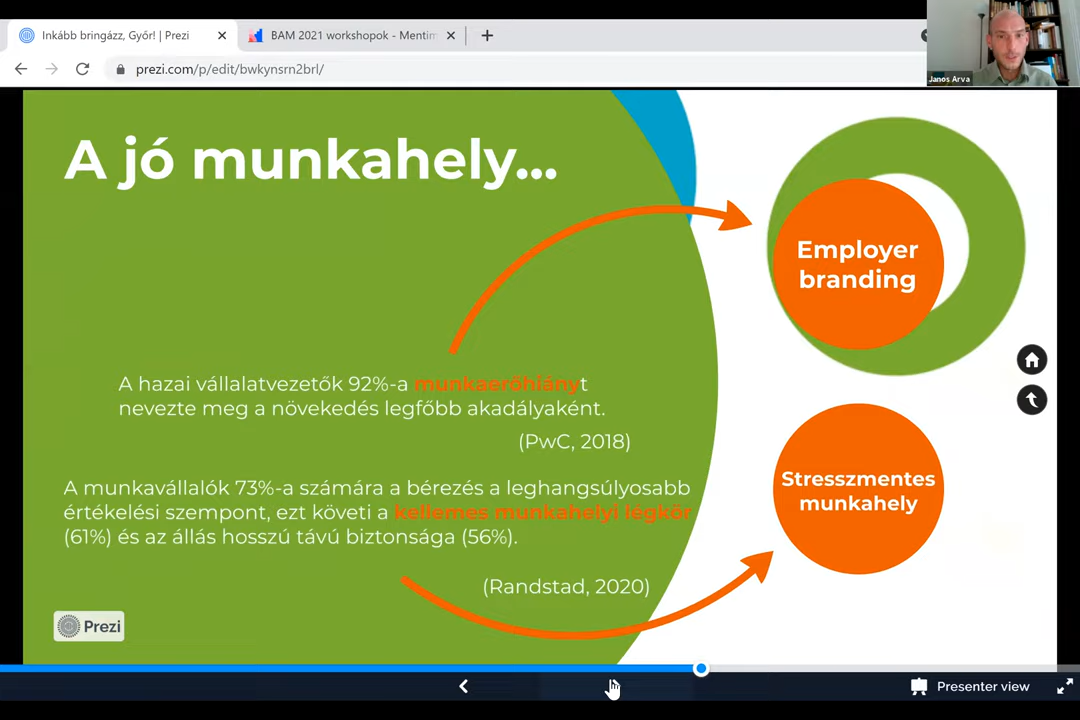 Inkább bringázz, Győr! | Prezi
BAM 2021 workshopok - Mentim
prezi.com/p/edit/bwkynsrn2brl/
Janos Arva
A jó munkahely...
Employer
branding
A hazai vállalatvezetők 92%-a munkaerőhiányt
nevezte meg a növekedés legfőbb akadályaként.
(PwC, 2018)
A munkavállalók 73%-a számára a bérezés a leghangsúlyosabb
értékelési szempont, ezt követi a kellemes munkahelyi légkör
(61%) és az állás hosszú távú biztonsága (56%).
(Randstad, 2020)
Stresszmentes
munkahely
Prezi
Presenter view